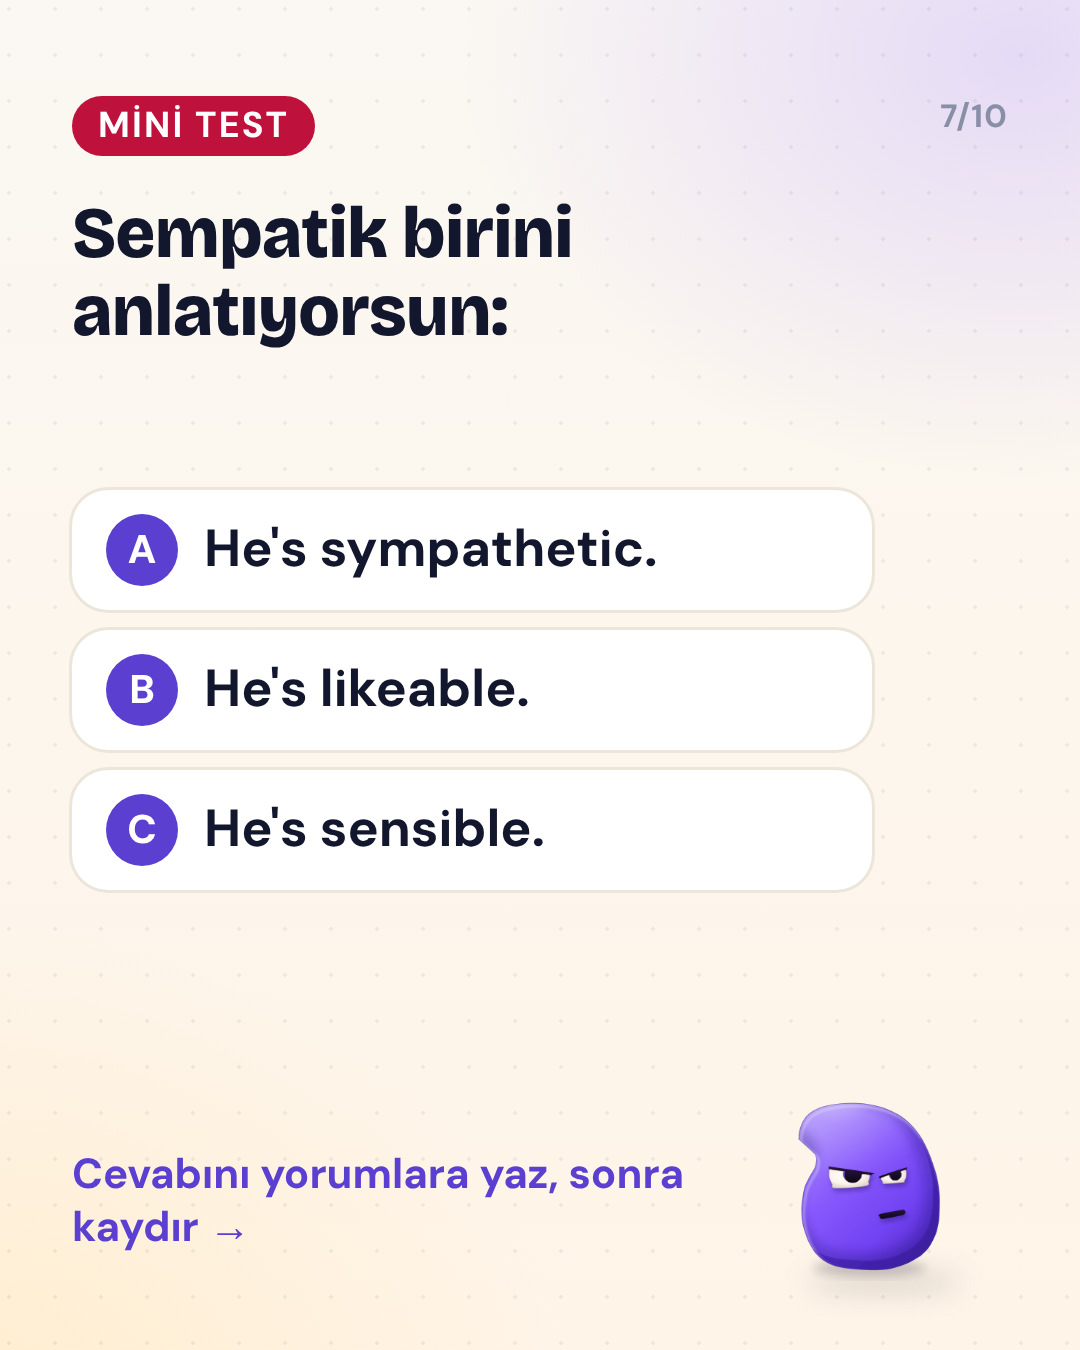 MİNİ TEST
7/10
Sempatik birini
anlatıyorsun:
A He's sympathetic.
B He's likeable.
C He's sensible.
Cevabını yorumlara yaz, sonra
kaydır →